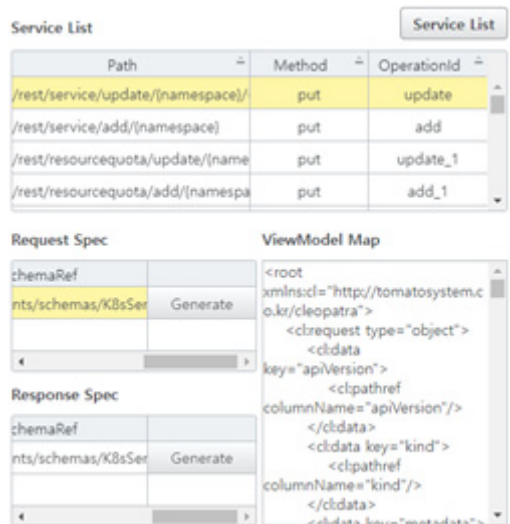 Service List
Service List
Path Method OperationId
/rest/service/update/{namespace}/ put update
/rest/service/add/{namespace} put add
/rest/resourcequota/update/{name put update_1
/rest/resourcequota/add/{namespa put add_1
Request Spec
chemaRef
nts/schemas/K8sSer Generate
Response Spec
chemaRef
nts/schemas/K8sSer Generate
ViewModel Map
<root
xmlns:cl="http://tomatosystem.c
o.kr/cleopatra">
<cl:request type="object">
<cl:data
key="apiVersion">
<cl:pathref
columnName="apiVersion"/>
</cl:data>
<cl:data key="kind">
<cl:pathref
columnName="kind"/>
</cl:data>
<cl:data key="metadata">